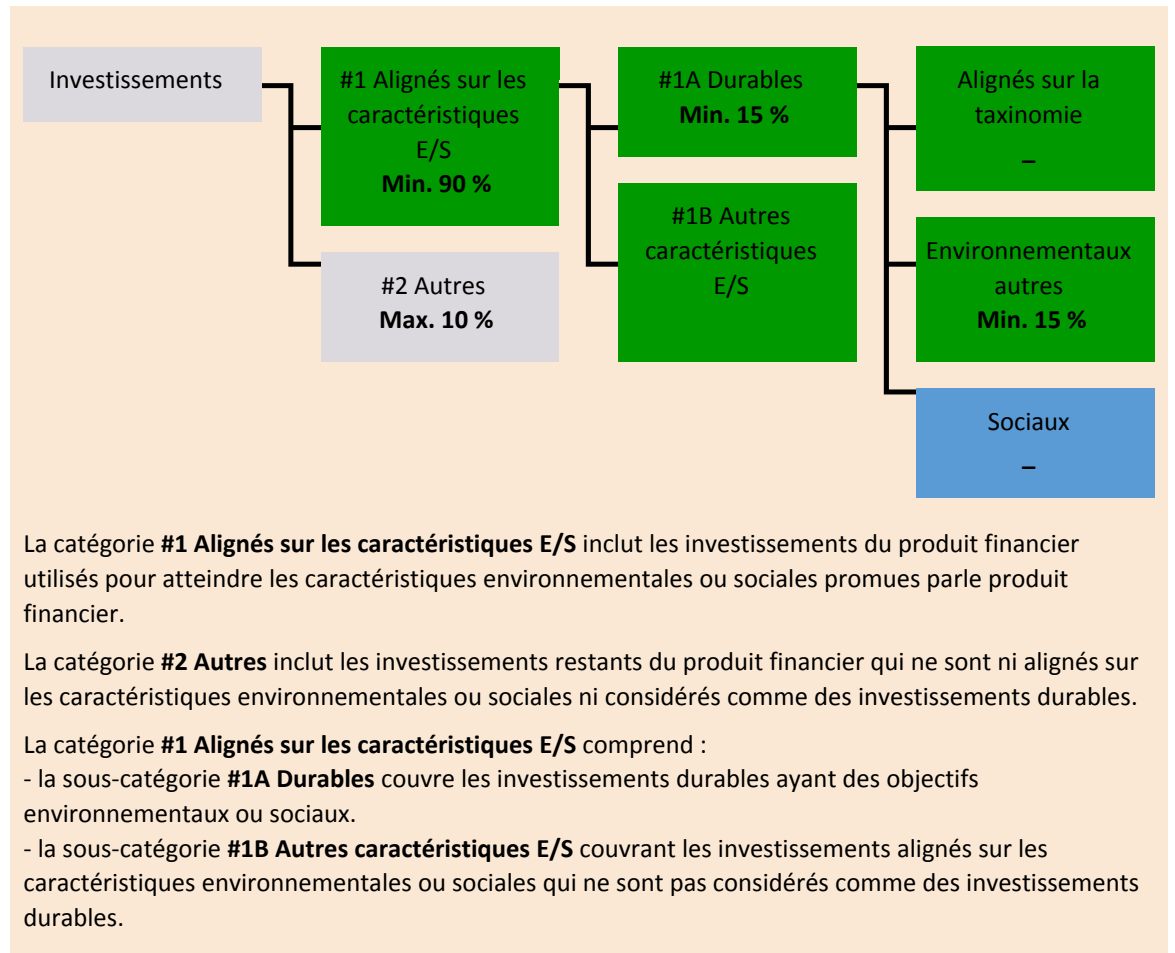 Investissements
#1 Alignés sur les
caractéristiques
E/S
Min. 90 %
#2 Autres
Max. 10 %
#1A Durables
Min. 15 %
#1B Autres
caractéristiques
E/S
Alignés sur la
taxinomie
–
Environnementaux
autres
Min. 15 %
Sociaux
–
La catégorie #1 Alignés sur les caractéristiques E/S inclut les investissements du produit financier
utilisés pour atteindre les caractéristiques environnementales ou sociales promues parle produit
financier.
La catégorie #2 Autres inclut les investissements restants du produit financier qui ne sont ni alignés sur
les caractéristiques environnementales ou sociales ni considérés comme des investissements durables.
La catégorie #1 Alignés sur les caractéristiques E/S comprend :
- la sous-catégorie #1A Durables couvre les investissements durables ayant des objectifs
environnementaux ou sociaux.
- la sous-catégorie #1B Autres caractéristiques E/S couvrant les investissements alignés sur les
caractéristiques environnementales ou sociales qui ne sont pas considérés comme des investissements
durables.